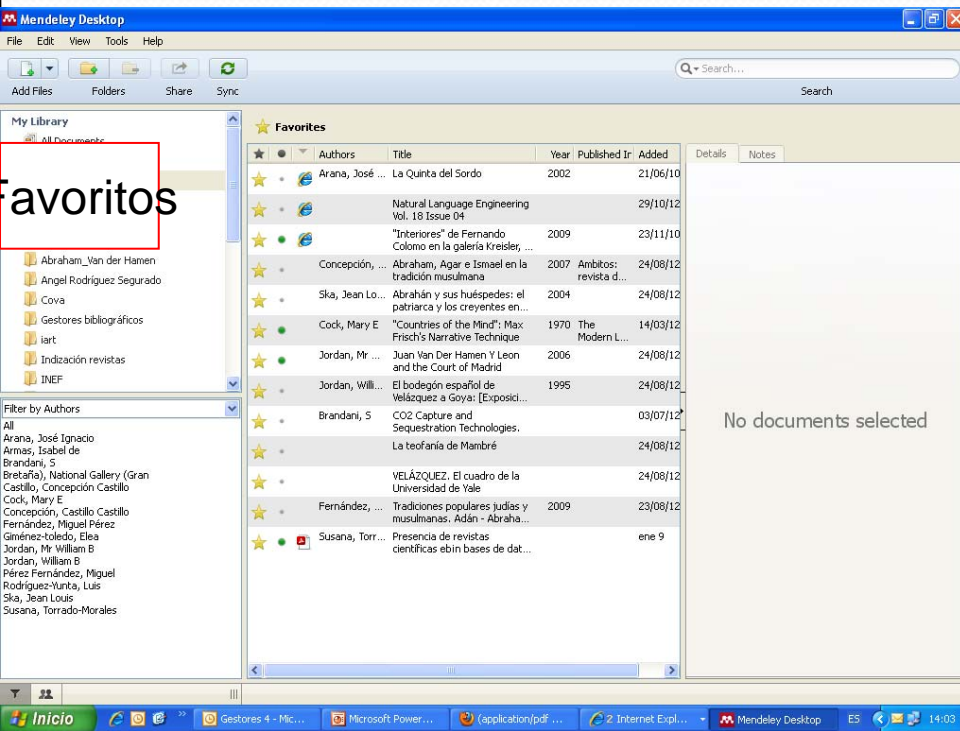 Mendeley Desktop
File Edit View Tools Help
Search...
Add Files Folders Share Sync Search
My Library
All Documents
Favoritos
Abraham_Van der Hamen
Angel Rodríguez Segurado
Cova
Gestores bibliográficos
iart
Indización revistas
INEF
Filter by Authors
All
Arana, José Ignacio
Armas, Isabel de
Brandani, S
Bretaña), National Gallery (Gran
Castillo, Concepción Castillo
Cock, Mary E
Concepción, Castillo Castillo
Fernández, Miguel Pérez
Giménez-toledo, Elea
Jordan, Mr William B
Jordan, William B
Pérez Fernández, Miguel
Rodríguez-Yunta, Luis
Ska, Jean Louis
Susana, Torrado-Morales
Favorites
Authors Title Year Published In Added
Arana, José ... La Quinta del Sordo 2002 21/06/10
Natural Language Engineering 29/10/12
Vol. 18 Issue 04
"Interiores" de Fernando 2009 23/11/10
Colomo en la galería Kreisler, ...
Concepción, ... Abraham, Agar e Ismael en la 2007 Ambitos: 24/08/12
tradición musulmana revista d...
Ska, Jean Lo... Abrahán y sus huéspedes: el 2004 24/08/12
patriarca y los creyentes en...
Cock, Mary E "Countries of the Mind": Max 1970 The 14/03/12
Frisch's Narrative Technique Modern L...
Jordan, Mr ... Juan Van Der Hamen Y Leon 2006 24/08/12
and the Court of Madrid
Jordan, Willi... El bodegón español de 1995 24/08/12
Velázquez a Goya: [Exposici...
Brandani, S CO2 Capture and 03/07/12
Sequestration Technologies.
La teofanía de Mambré 24/08/12
VELÁZQUEZ. El cuadro de la 24/08/12
Universidad de Yale
Fernández, ... Tradiciones populares judías y 2009 23/08/12
musulmanas. Adán - Abraha...
Susana, Torr... Presencia de revistas ene 9
científicas ebin bases de dat...
Details Notes
No documents selected
Inicio Gestores 4 - Mic... Microsoft Power... (application/pdf ... 2 Internet Expl... Mendeley Desktop ES 14:03